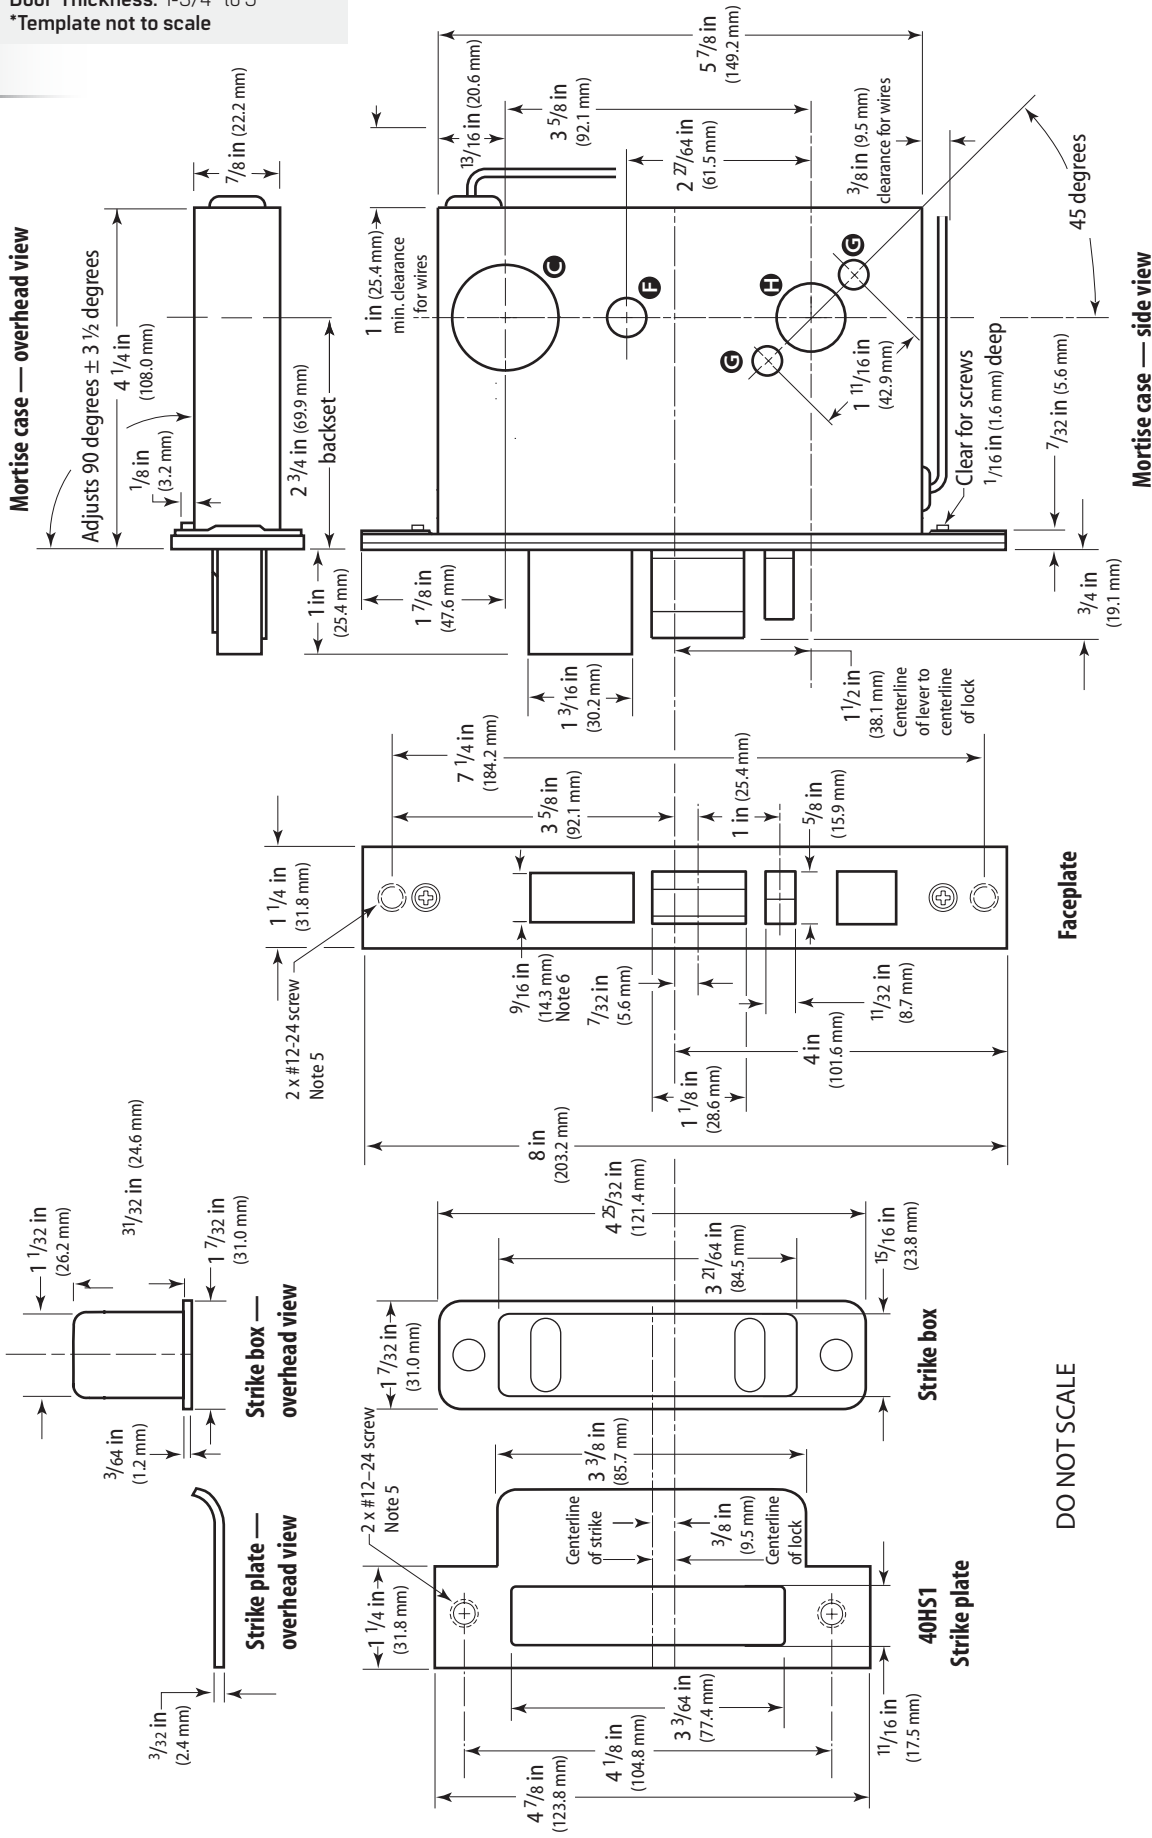 Door Thickness: 1-3/4" to 3"
*Template not to scale
Mortise case — overhead view
Adjusts 90 degrees ± 3 ½ degrees
4 1/4 in
(108.0 mm)
1/8 in
(3.2 mm)
2 3/4 in (69.9 mm)
backset
7/8 in (22.2 mm)
1 in
(25.4 mm)
Mortise case — side view
5 7/8 in
(149.2 mm)
13/16 in (20.6 mm)
3 5/8 in
(92.1 mm)
2 27/64 in
(61.5 mm)
3/8 in (9.5 mm)
clearance for wires
1 in (25.4 mm)
min. clearance
for wires
45 degrees
C
F
H
G
G
1 11/16 in
(42.9 mm)
Clear for screws
1/16 in (1.6 mm) deep
7/32 in (5.6 mm)
3/4 in
(19.1 mm)
1 7/8 in
(47.6 mm)
1 3/16 in
(30.2 mm)
1 1/2 in
(38.1 mm)
Centerline
of lever to
centerline
of lock
Faceplate
7 1/4 in
(184.2 mm)
3 5/8 in
(92.1 mm)
1 in (25.4 mm)
5/8 in
(15.9 mm)
1 1/4 in
(31.8 mm)
2 x #12-24 screw
Note 5
9/16 in
(14.3 mm)
Note 6
7/32 in
(5.6 mm)
11/32 in
(8.7 mm)
4 in
(101.6 mm)
1 1/8 in
(28.6 mm)
8 in
(203.2 mm)
Strike box —
overhead view
1 1/32 in
(26.2 mm)
31/32 in (24.6 mm)
1 7/32 in
(31.0 mm)
3/64 in
(1.2 mm)
Strike box
4 25/32 in
(121.4 mm)
3 21/64 in
(84.5 mm)
15/16 in
(23.8 mm)
1 7/32 in
(31.0 mm)
Strike plate —
overhead view
3/32 in
(2.4 mm)
40HS1
Strike plate
2 x #12–24 screw
Note 5
3 3/8 in
(85.7 mm)
Centerline
of strike
3/8 in
(9.5 mm)
Centerline
of lock
1 1/4 in
(31.8 mm)
3 3/64 in
(77.4 mm)
4 1/8 in
(104.8 mm)
4 7/8 in
(123.8 mm)
11/16 in
(17.5 mm)
DO NOT SCALE